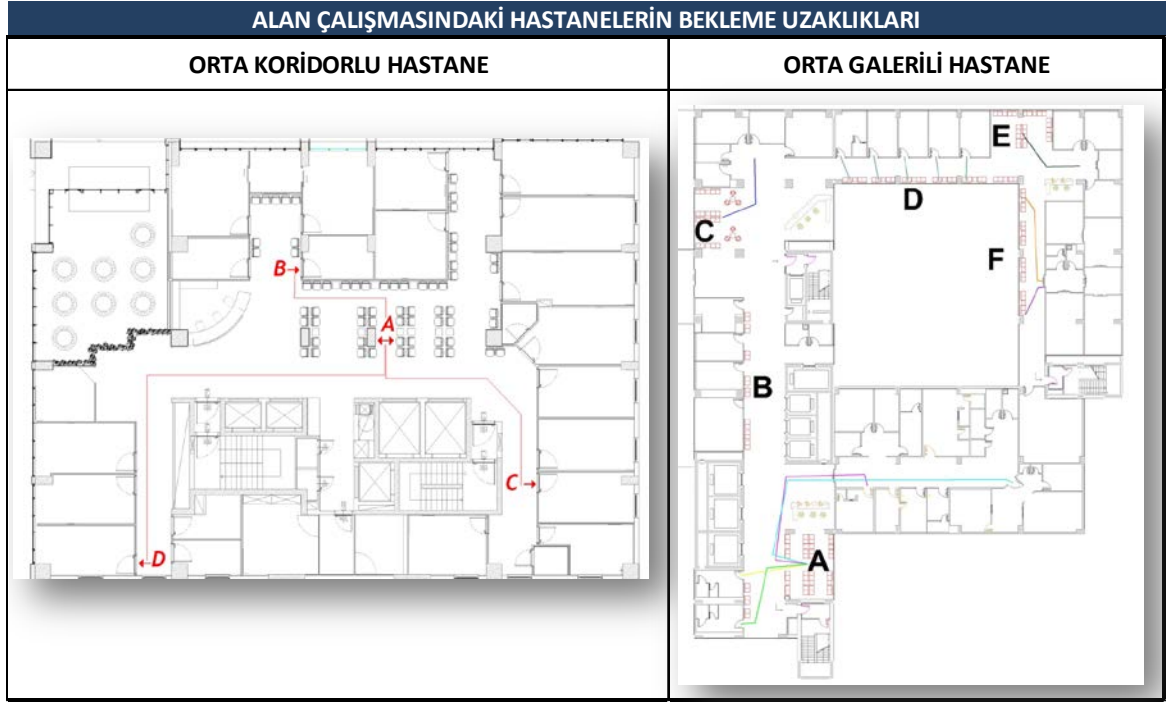 ALAN ÇALIŞMASINDAKİ HASTANELERİN BEKLEME UZAKLIKLARI
ORTA KORİDORLU HASTANE
ORTA GALERİLİ HASTANE
B
A
C
D
E
D
C
F
B
A